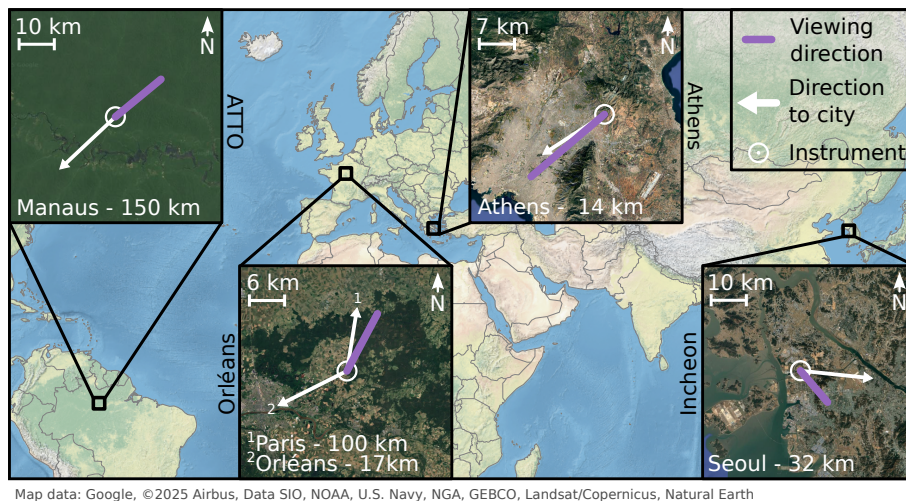 10 km
N
ATTO
Manaus - 150 km
7 km
N
Athens
Athens - 14 km
Viewing
direction
Direction
to city
Instrument
6 km
N
1
2
Orléans
¹Paris - 100 km
²Orléans - 17km
10 km
N
Incheon
Seoul - 32 km
Map data: Google, ©2025 Airbus, Data SIO, NOAA, U.S. Navy, NGA, GEBCO, Landsat/Copernicus, Natural Earth